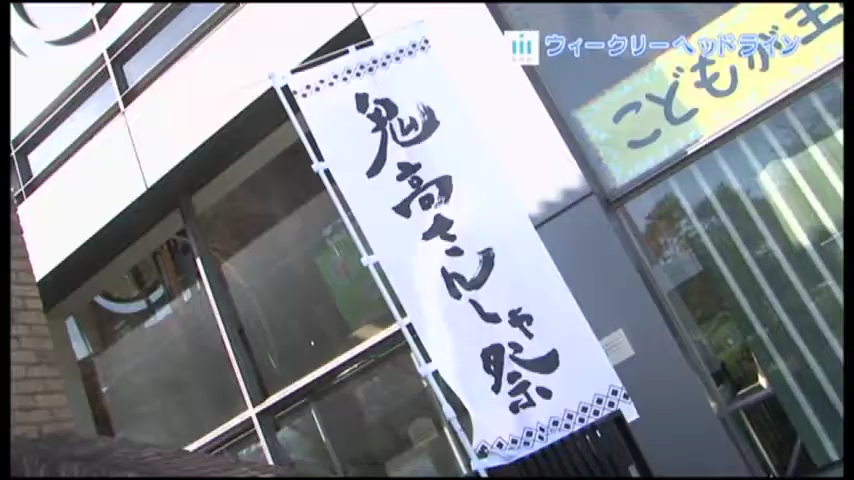 ウィークリーヘッドライン
こどもが主
鬼高さんしゃ祭